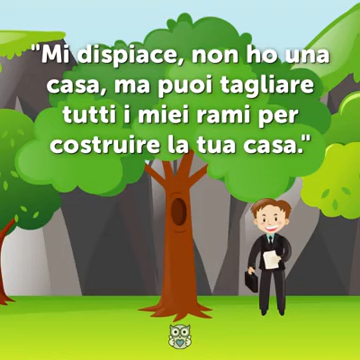 "Mi dispiace, non ho una
casa, ma puoi tagliare
tutti i miei rami per
costruire la tua casa."